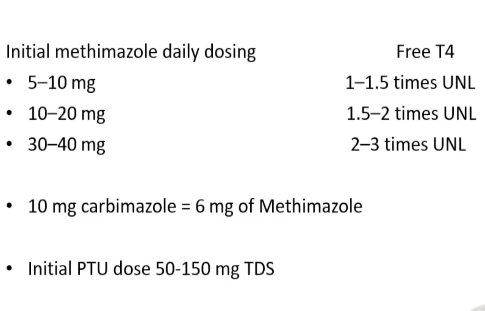 Initial methimazole daily dosing Free T4
• 5–10 mg 1–1.5 times UNL
• 10–20 mg 1.5–2 times UNL
• 30–40 mg 2–3 times UNL
• 10 mg carbimazole = 6 mg of Methimazole
• Initial PTU dose 50-150 mg TDS